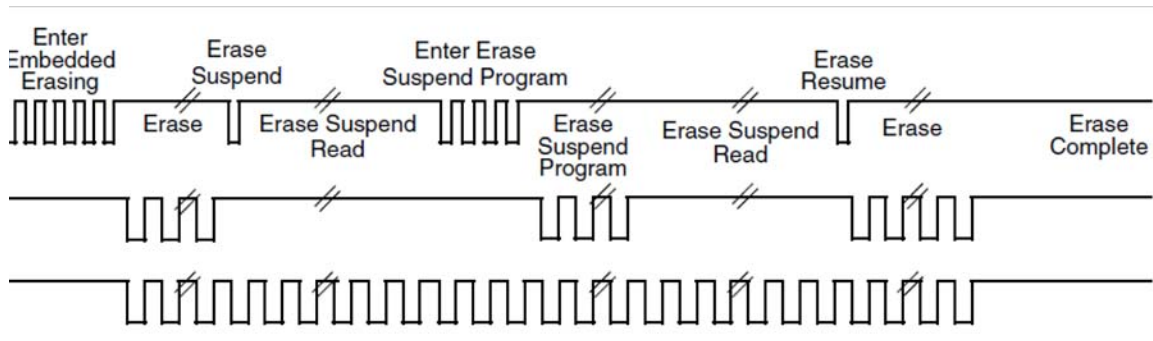 Enter
Embedded
Erasing
Erase
Suspend
Enter Erase
Suspend Program
Erase
Resume
Erase
Erase Suspend
Read
Erase
Suspend
Program
Erase Suspend
Read
Erase
Erase
Complete